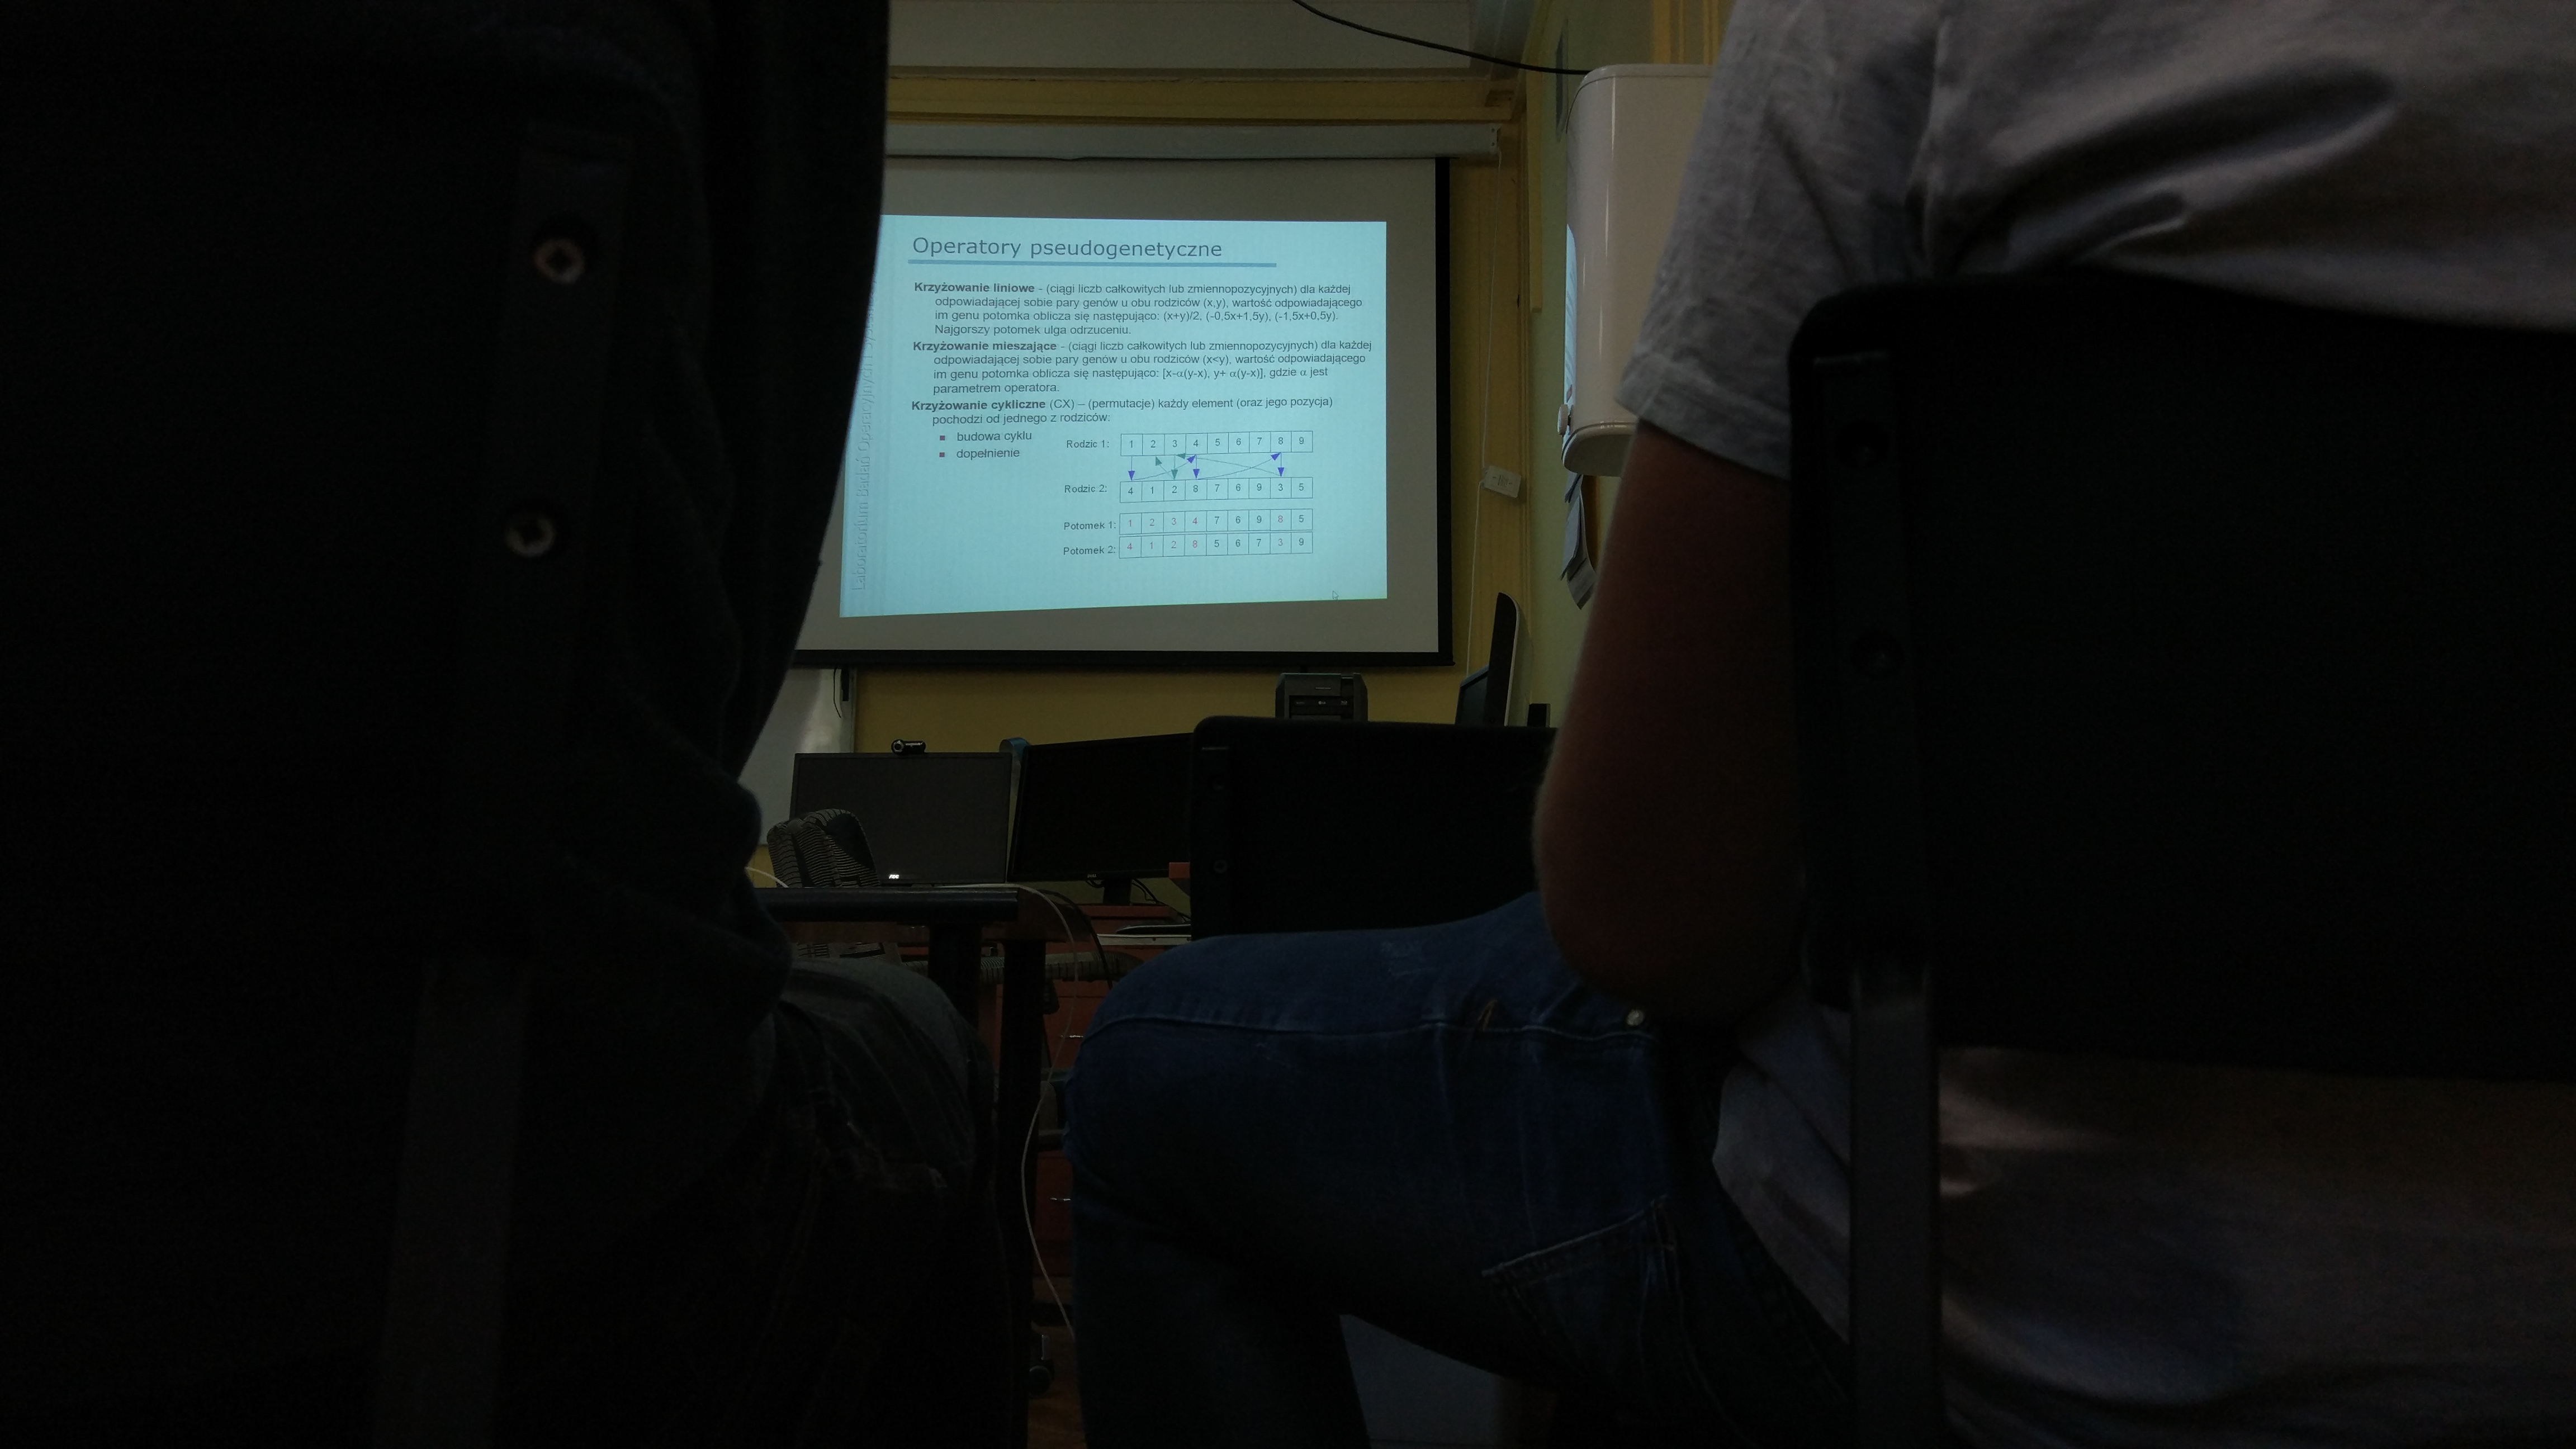 Operatory pseudogenetyczne
Krzyżowanie liniowe - (ciągi liczb całkowitych lub zmiennopozycyjnych) dla każdej
odpowiadającej sobie pary genów u obu rodziców (x,y), wartość odpowiadającego
im genu potomka oblicza się następująco: (x+y)/2, (-0,5x+1,5y), (-1,5x+0,5y).
Najgorszy potomek ulga odrzuceniu.
Krzyżowanie mieszające - (ciągi liczb całkowitych lub zmiennopozycyjnych) dla każdej
odpowiadającej sobie pary genów u obu rodziców (x<y), wartość odpowiadającego
im genu potomka oblicza się następująco: [x-α(y-x), y+ α(y-x)], gdzie α jest
parametrem operatora.
Krzyżowanie cykliczne (CX) – (permutacje) każdy element (oraz jego pozycja)
pochodzi od jednego z rodziców:
▪ budowa cyklu
▪ dopełnienie
Rodzic 1: 1 2 3 4 5 6 7 8 9
Rodzic 2: 4 1 2 8 7 6 9 3 5
Potomek 1: 1 2 3 4 7 6 9 8 5
Potomek 2: 4 1 2 8 5 6 7 3 9
Laboratorium Badań Operacyjnych i